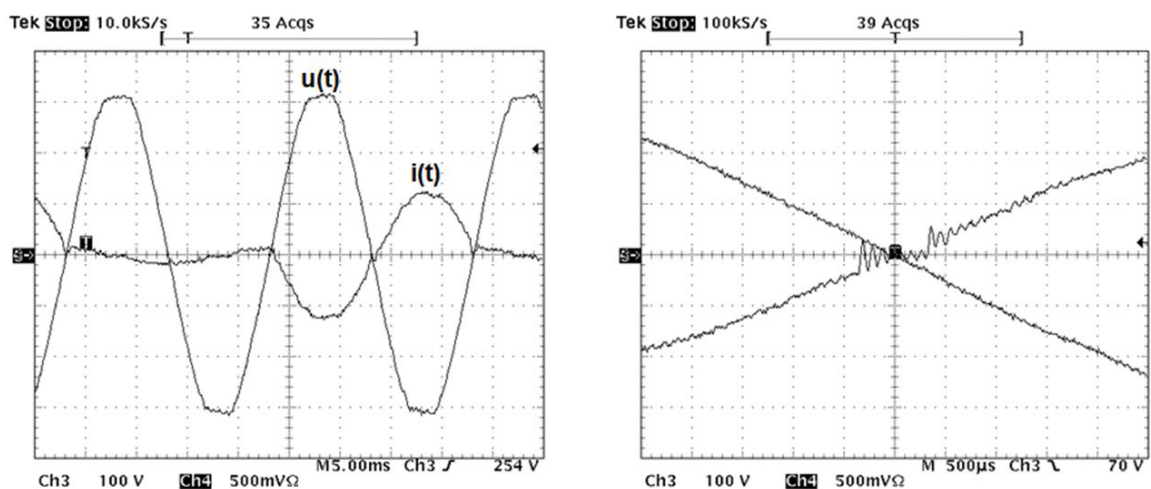 Tek Stop: 10.0kS/s 35 Acqs
T
u(t)
T
i(t)
T
S→
M5.00ms Ch3 ʃ 254 V
Ch3 100 V Ch4 500mVΩ
Tek Stop: 100kS/s 39 Acqs
T
S→
M 500µs Ch3 ʅ 70 V
Ch3 100 V Ch4 500mVΩ